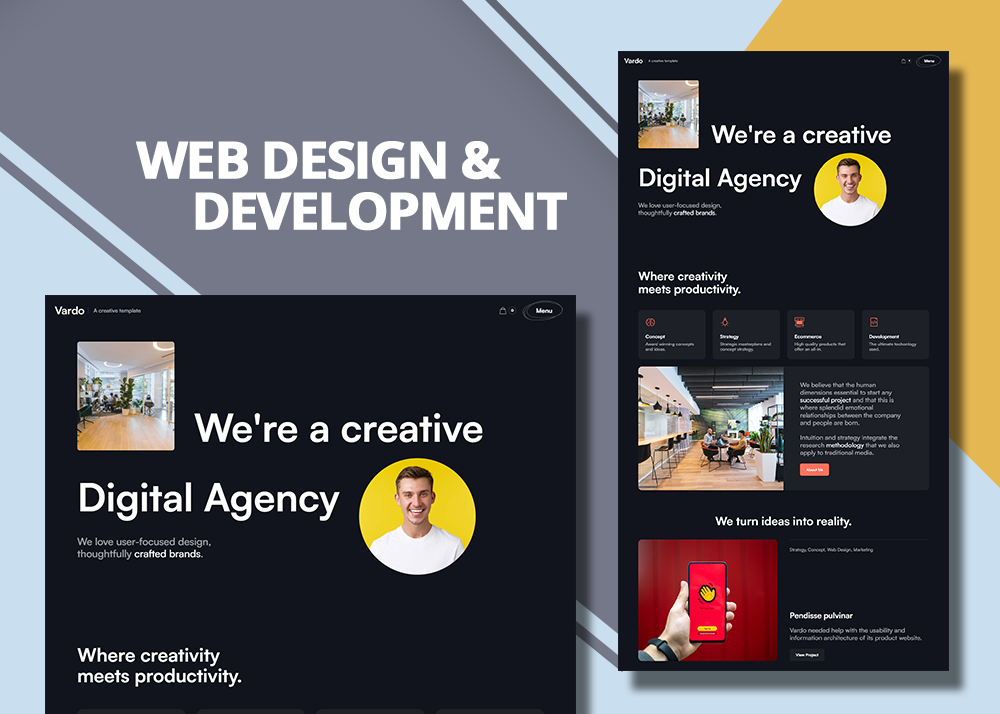 WEB DESIGN &
DEVELOPMENT
Vardo
A creative template
0
Menu
We're a creative
Digital Agency
We love user-focused design,
thoughtfully crafted brands.
Where creativity
meets productivity.
Vardo
A creative template
Menu
We're a creative
Digital Agency
We love user-focused design,
thoughtfully crafted brands.
Where creativity
meets productivity.
Concept
Award winning concepts
and ideas.
Strategy
Strategic masterplans and
concept strategy.
Ecommerce
High quality products that
offer an all-in.
Development
The ultimate technology
used.
We believe that the human
dimensions essential to start any
successful project and that this is
where splendid emotional
relationships between the company
and people are born.
Intuition and strategy integrate the
research methodology that we also
apply to traditional media.
About Us
We turn ideas into reality.
Strategy, Concept, Web Design, Marketing
Pendisse pulvinar
Vardo needed help with the usability and
information architecture of its product website.
View Project